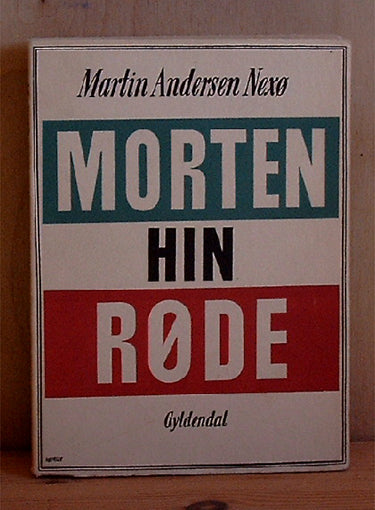 Martin Andersen Nexø
MORTEN
HIN
RØDE
Gyldendal